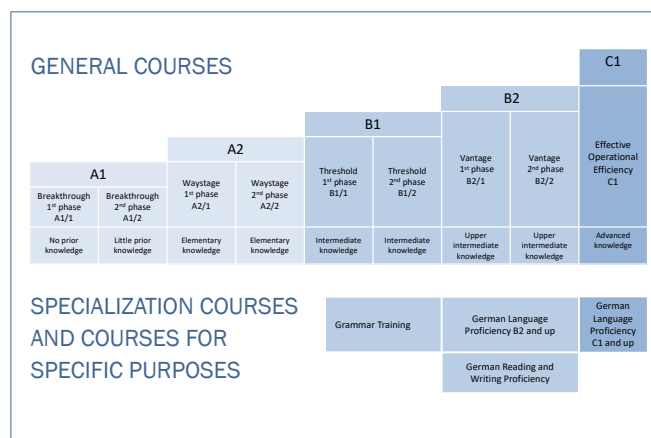 GENERAL COURSES
C1
B2
B1
A2
A1
Breakthrough
1st phase
A1/1
Breakthrough
2nd phase
A1/2
Waystage
1st phase
A2/1
Waystage
2nd phase
A2/2
Threshold
1st phase
B1/1
Threshold
2nd phase
B1/2
Vantage
1st phase
B2/1
Vantage
2nd phase
B2/2
Effective
Operational
Efficiency
C1
No prior
knowledge
Little prior
knowledge
Elementary
knowledge
Elementary
knowledge
Intermediate
knowledge
Intermediate
knowledge
Upper
intermediate
knowledge
Upper
intermediate
knowledge
Advanced
knowledge
SPECIALIZATION COURSES
AND COURSES FOR
SPECIFIC PURPOSES
Grammar Training
German Language
Proficiency B2 and up
German
Language
Proficiency
C1 and up
German Reading and
Writing Proficiency